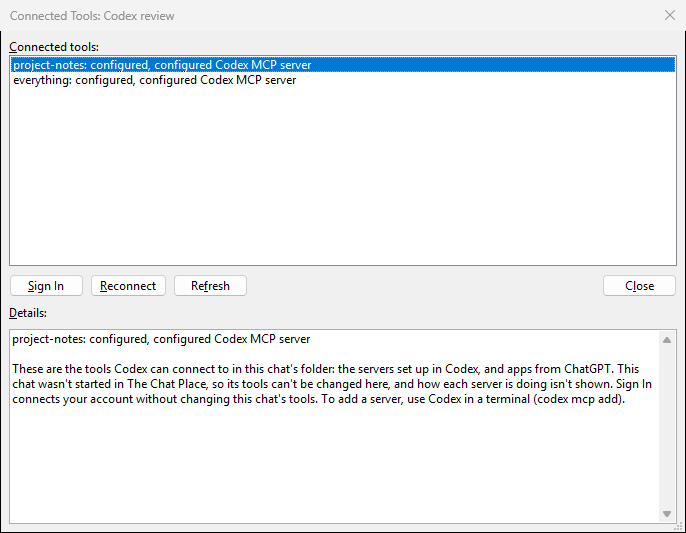 Connected Tools: Codex review
Connected tools:
project-notes: configured, configured Codex MCP server
everything: configured, configured Codex MCP server
Sign In
Reconnect
Refresh
Close
Details:
project-notes: configured, configured Codex MCP server
These are the tools Codex can connect to in this chat's folder: the servers set up in Codex, and apps from ChatGPT. This
chat wasn't started in The Chat Place, so its tools can't be changed here, and how each server is doing isn't shown. Sign In
connects your account without changing this chat's tools. To add a server, use Codex in a terminal (codex mcp add).